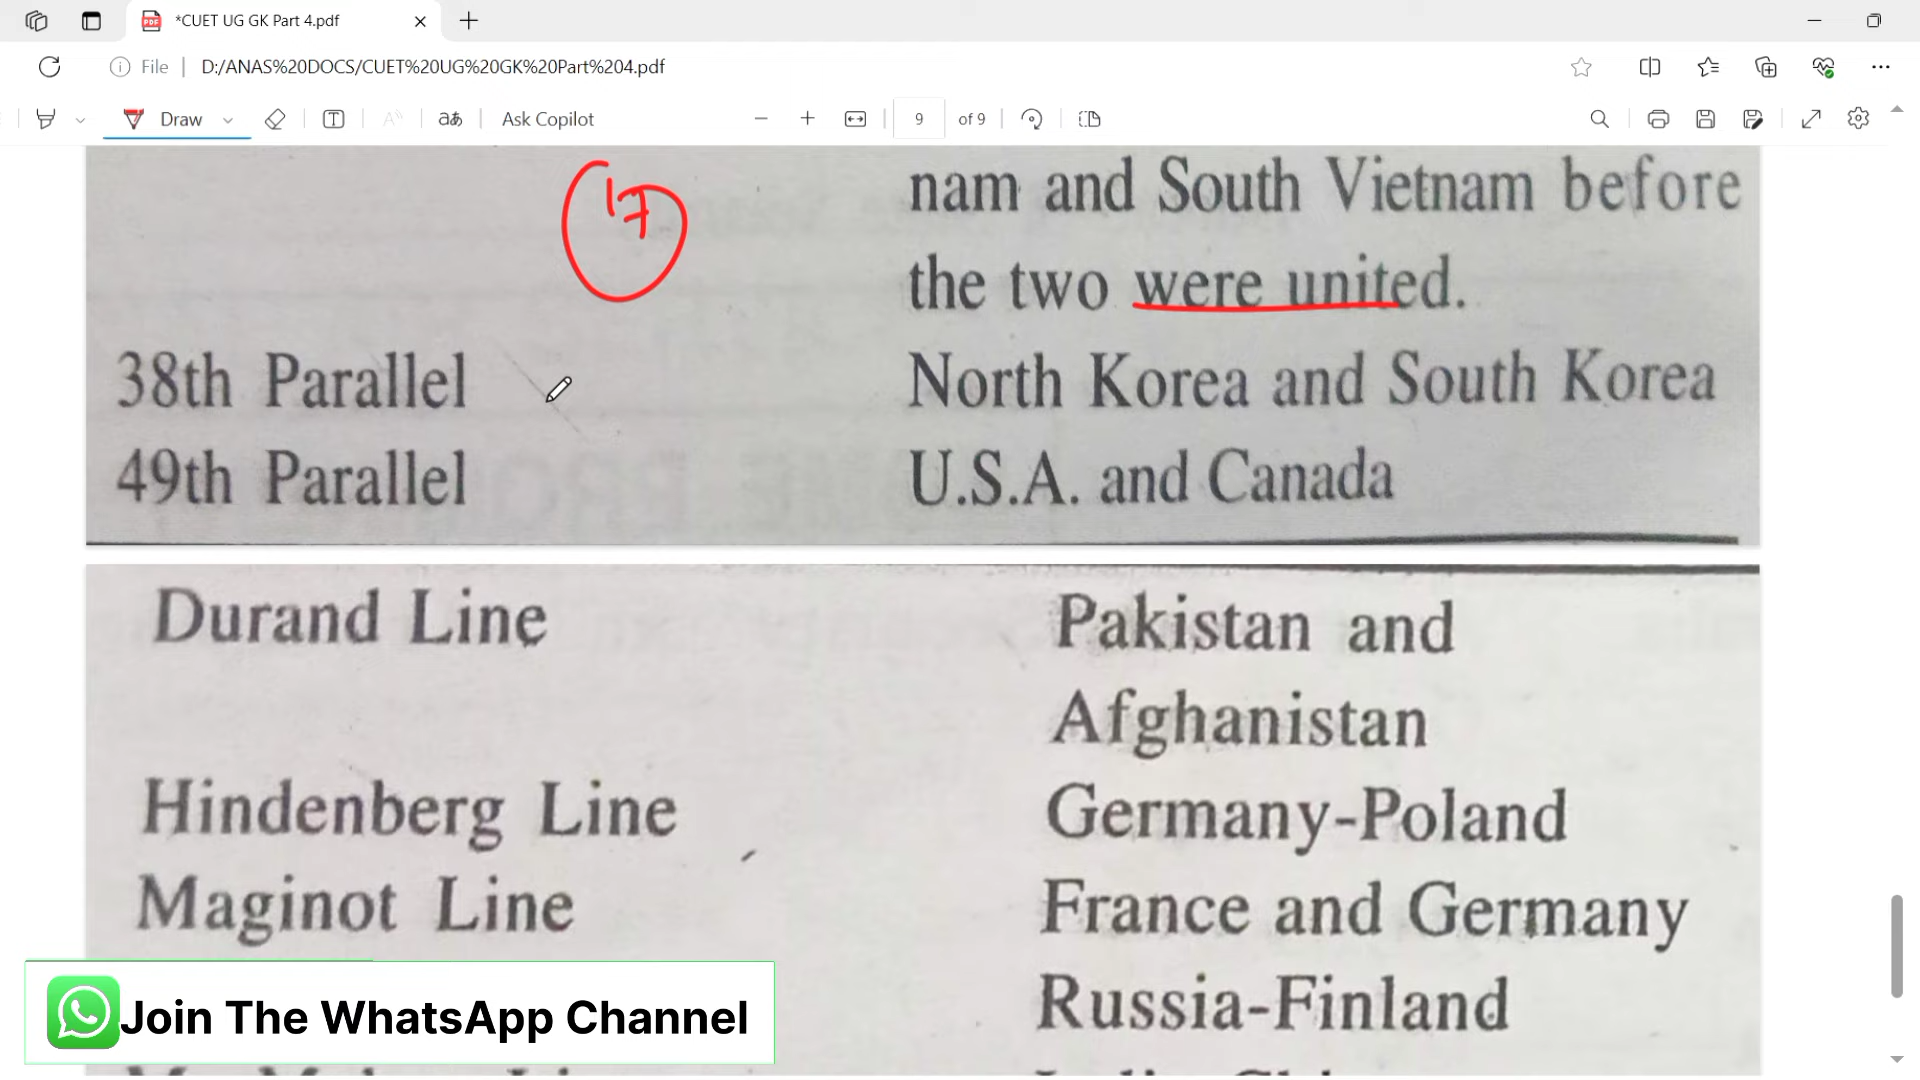 *CUET UG GK Part 4.pdf
File D:/ANAS%20DOCS/CUET%20UG%20GK%20Part%204.pdf
Draw aあ Ask Copilot 9 of 9
17
nam and South Vietnam before
the two were united.
38th Parallel North Korea and South Korea
49th Parallel U.S.A. and Canada
Durand Line Pakistan and
Afghanistan
Hindenberg Line Germany-Poland
Maginot Line France and Germany
Russia-Finland
Join The WhatsApp Channel